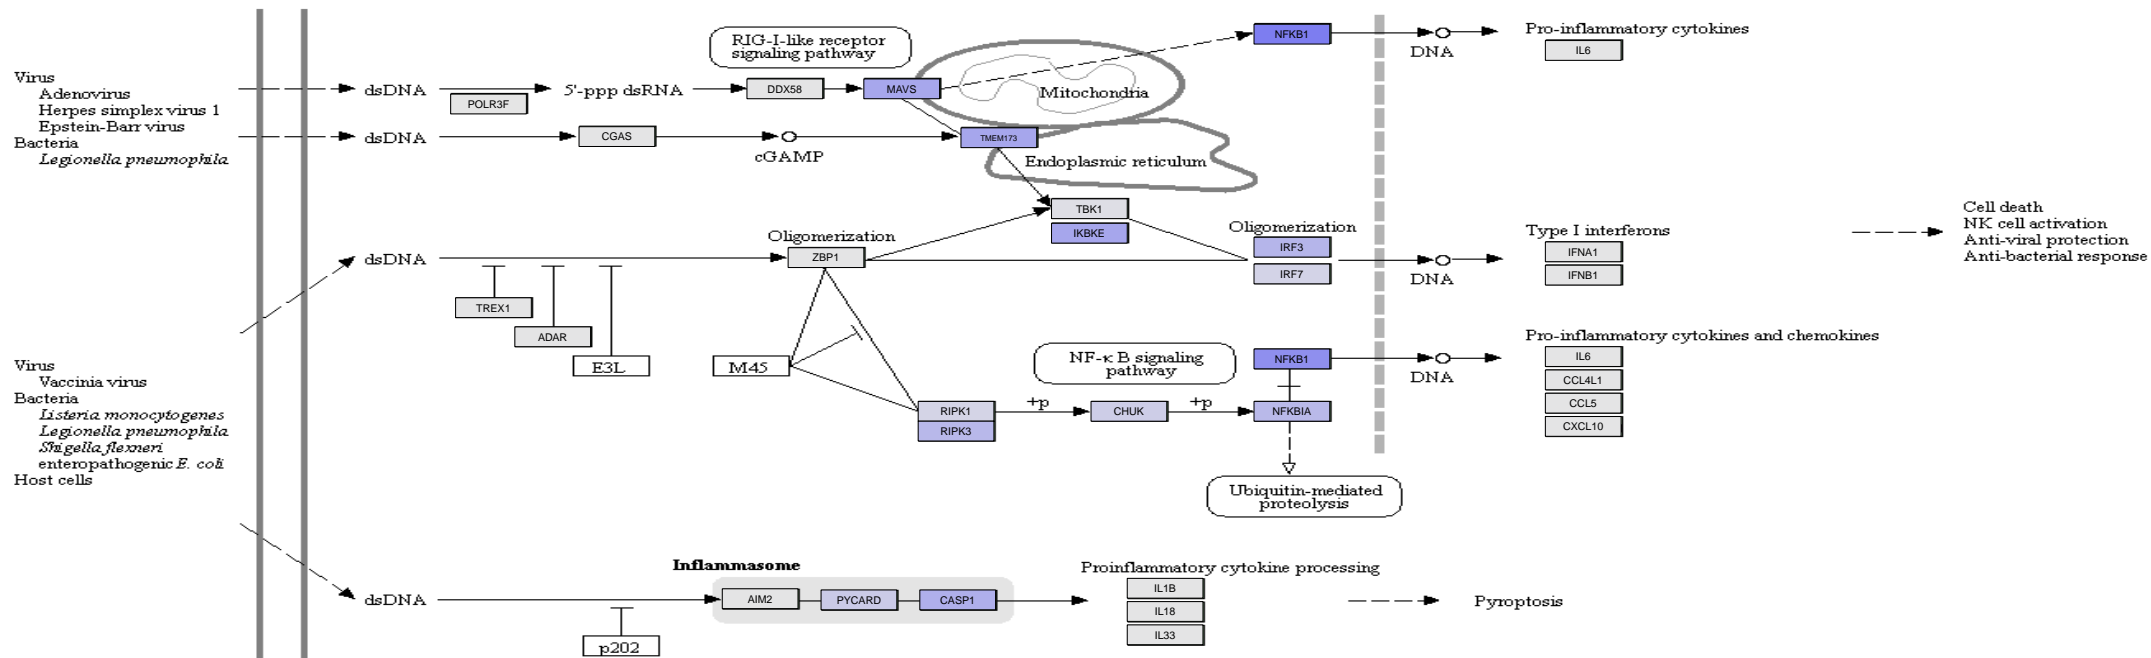 RIG-I-like receptor
signaling pathway
NFKB1
DNA
Pro-inflammatory cytokines
IL6
Virus
Adenovirus
Herpes simplex virus 1
Epstein-Barr virus
Bacteria
Legionella pneumophila
dsDNA
POLR3F
5'-ppp dsRNA
DDX58
MAVS
Mitochondria
dsDNA
CGAS
cGAMP
TMEM173
Endoplasmic reticulum
TBK1
IKBKE
Oligomerization
ZBP1
Oligomerization
IRF3
IRF7
DNA
Type I interferons
IFNA1
IFNB1
Cell death
NK cell activation
Anti-viral protection
Anti-bacterial response
dsDNA
TREX1
ADAR
E3L
M45
Virus
Vaccinia virus
Bacteria
Listeria monocytogenes
Legionella pneumophila
Shigella flexneri
enteropathogenic E. coli
Host cells
NF-κ B signaling
pathway
NFKB1
DNA
Pro-inflammatory cytokines and chemokines
IL6
CCL4L1
CCL5
CXCL10
RIPK1
RIPK3
+p
CHUK
+p
NFKBIA
Ubiquitin-mediated
proteolysis
Inflammasome
dsDNA
p202
AIM2
PYCARD
CASP1
Proinflammatory cytokine processing
IL1B
IL18
IL33
Pyroptosis